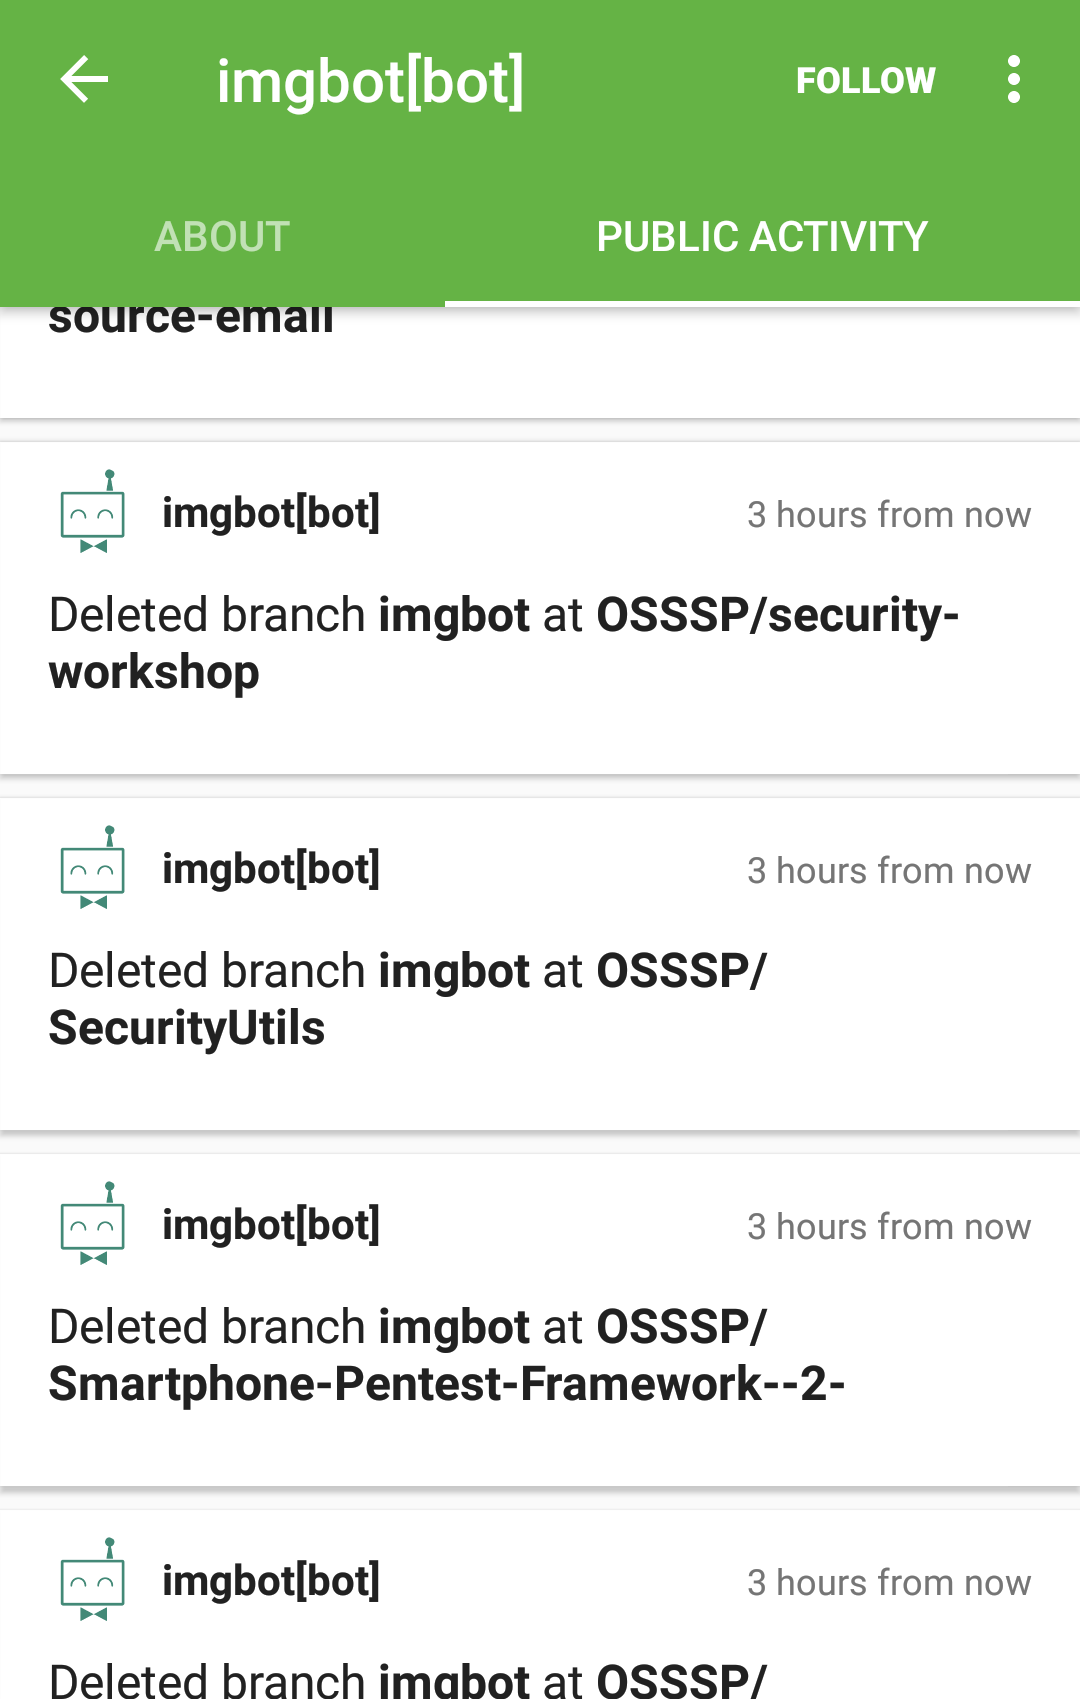 imgbot[bot]
FOLLOW
ABOUT
PUBLIC ACTIVITY
source-email
imgbot[bot]
3 hours from now
Deleted branch imgbot at OSSSP/security-
workshop
imgbot[bot]
3 hours from now
Deleted branch imgbot at OSSSP/
SecurityUtils
imgbot[bot]
3 hours from now
Deleted branch imgbot at OSSSP/
Smartphone-Pentest-Framework--2-
imgbot[bot]
3 hours from now
Deleted branch imgbot at OSSSP/